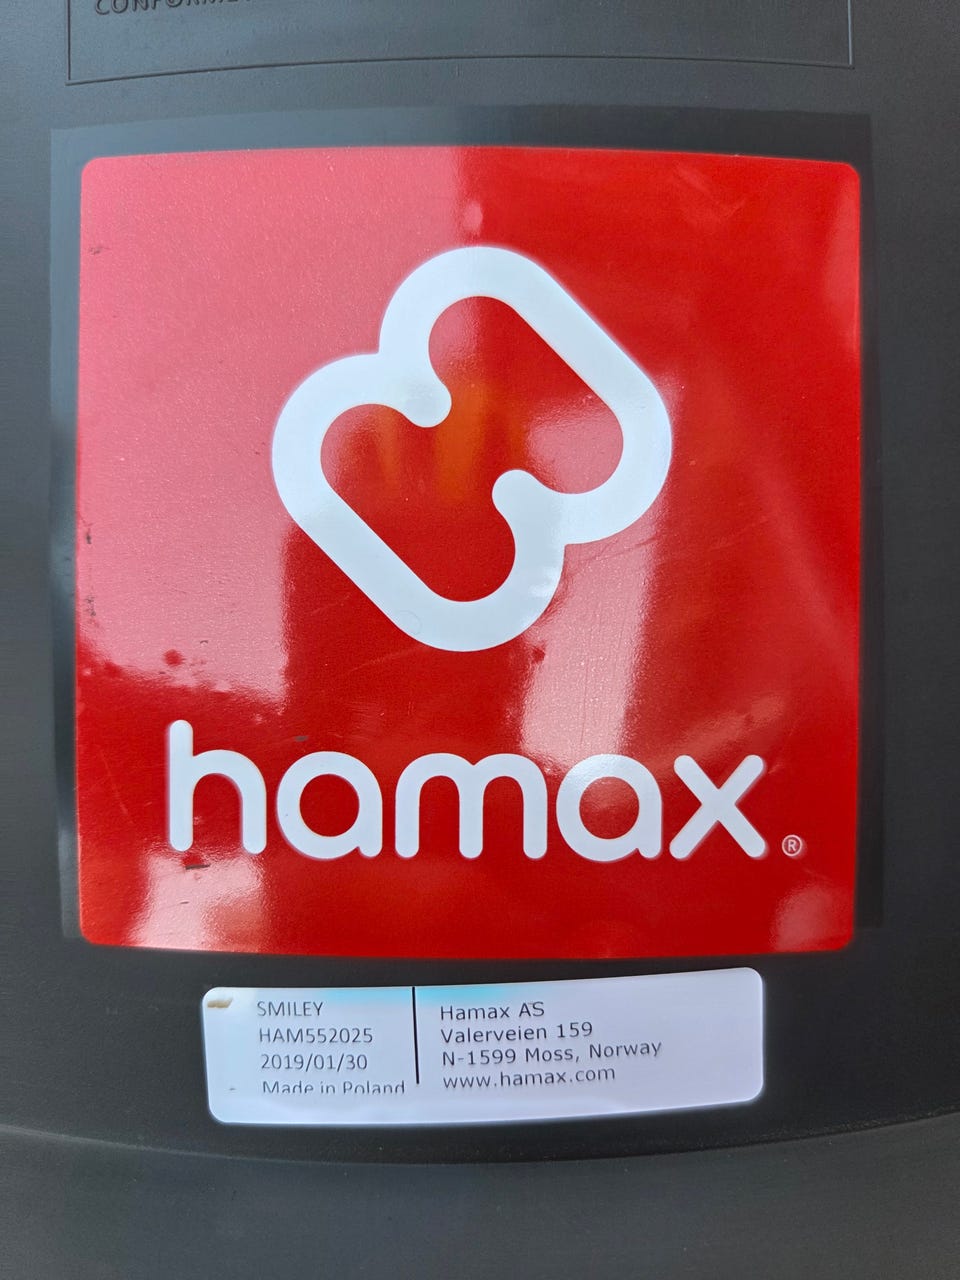 hamax®
SMILEY
HAM552025
2019/01/30
Made in Poland
Hamax AS
Valerveien 159
N-1599 Moss, Norway
www.hamax.com